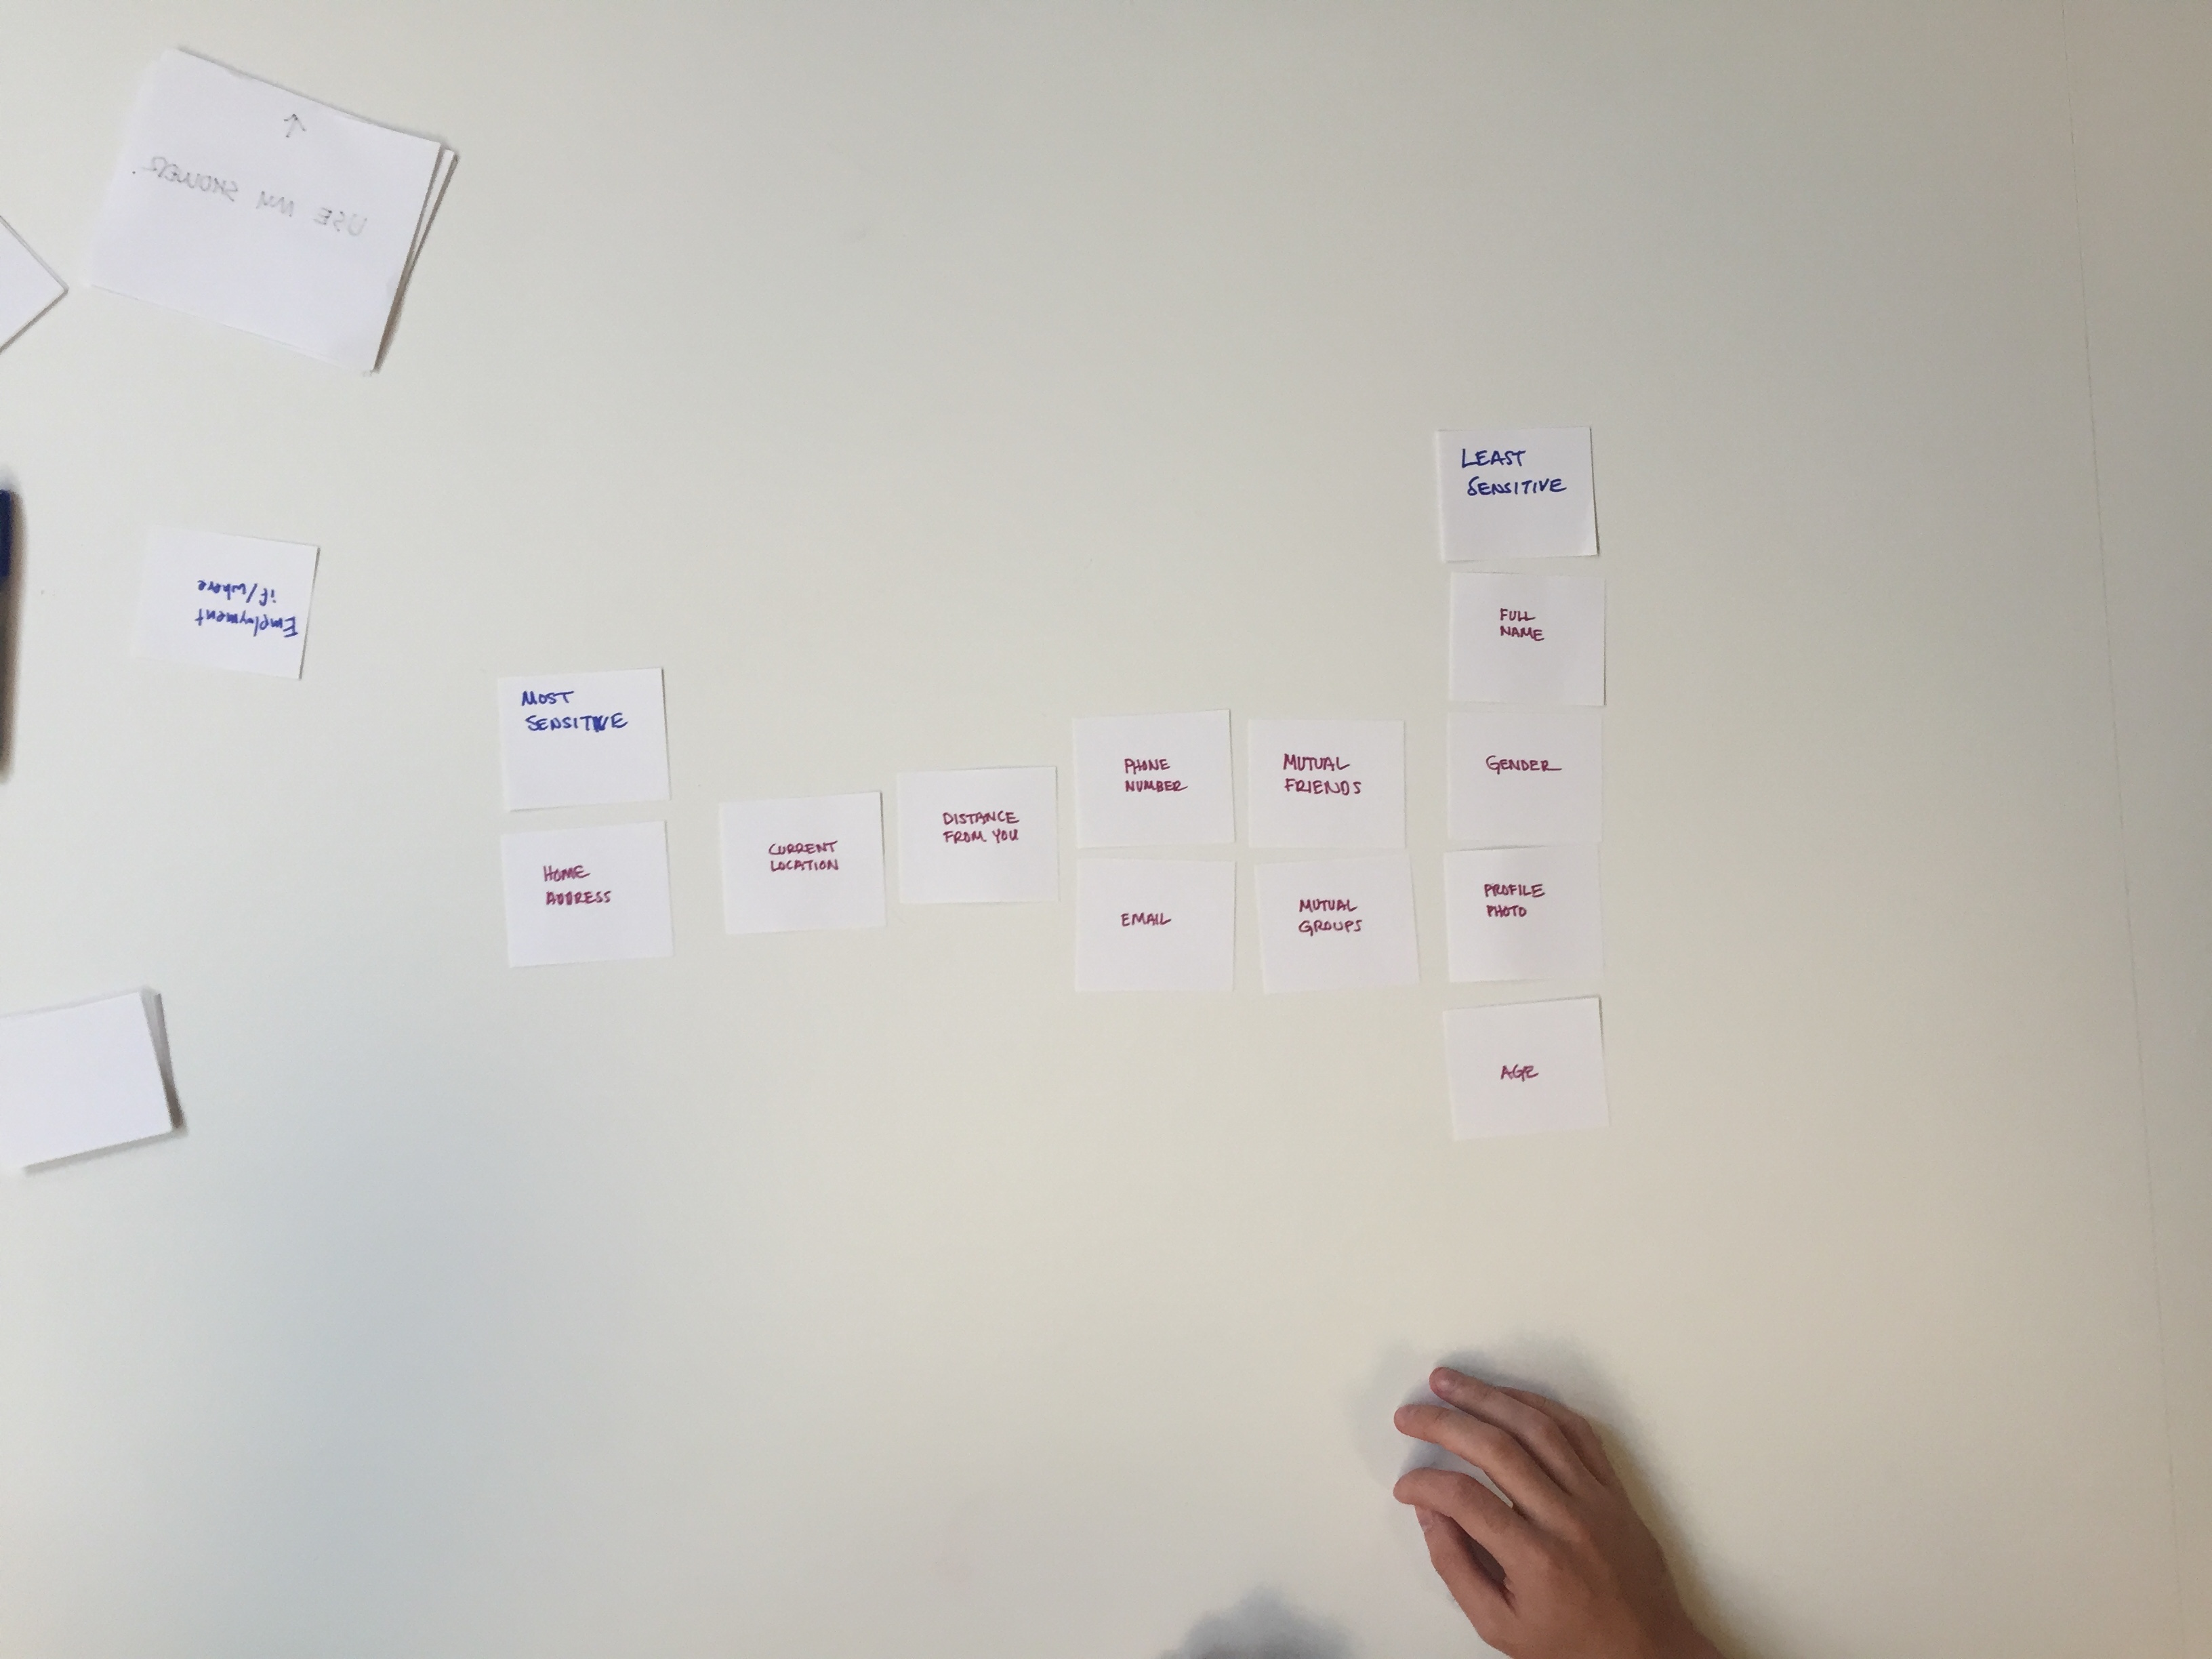 ↑
USE MY SHOWER
Employment
if/where
MOST
SENSITIVE
HOME
ADDRESS
CURRENT
LOCATION
DISTANCE
FROM YOU
PHONE
NUMBER
EMAIL
MUTUAL
FRIENDS
MUTUAL
GROUPS
LEAST
SENSITIVE
FULL
NAME
GENDER
PROFILE
PHOTO
AGE